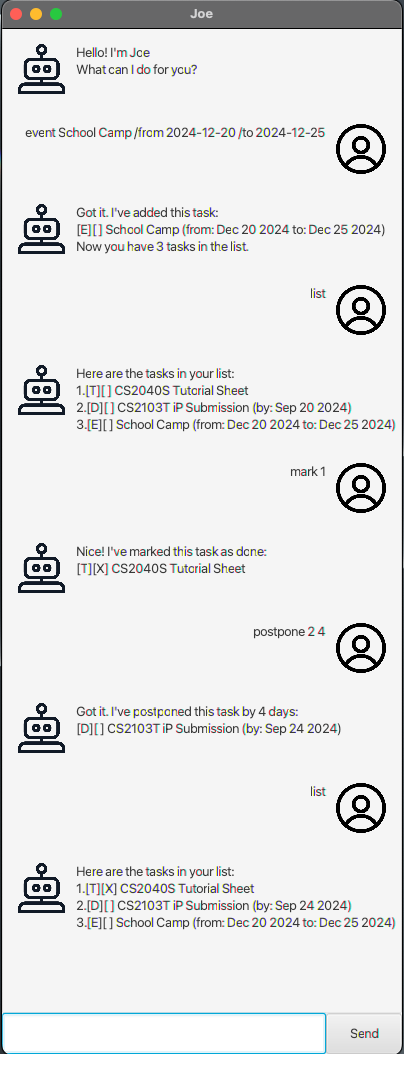 Joe
Hello! I'm Joe
What can I do for you?
event School Camp /from 2024-12-20 /to 2024-12-25
Got it. I've added this task:
[E][ ] School Camp (from: Dec 20 2024 to: Dec 25 2024)
Now you have 3 tasks in the list.
list
Here are the tasks in your list:
1.[T][ ] CS2040S Tutorial Sheet
2.[D][ ] CS2103T iP Submission (by: Sep 20 2024)
3.[E][ ] School Camp (from: Dec 20 2024 to: Dec 25 2024)
mark 1
Nice! I've marked this task as done:
[T][X] CS2040S Tutorial Sheet
postpone 2 4
Got it. I've postponed this task by 4 days:
[D][ ] CS2103T iP Submission (by: Sep 24 2024)
list
Here are the tasks in your list:
1.[T][X] CS2040S Tutorial Sheet
2.[D][ ] CS2103T iP Submission (by: Sep 24 2024)
3.[E][ ] School Camp (from: Dec 20 2024 to: Dec 25 2024)
Send